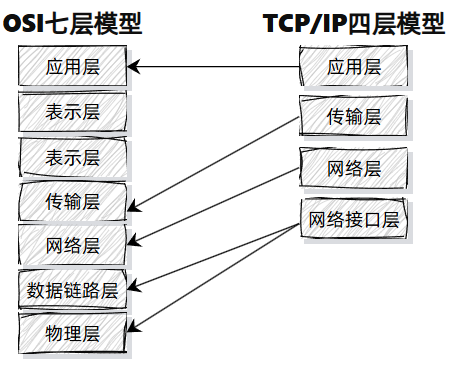 OSI七层模型
应用层
表示层
表示层
传输层
网络层
数据链路层
物理层
TCP/IP四层模型
应用层
传输层
网络层
网络接口层